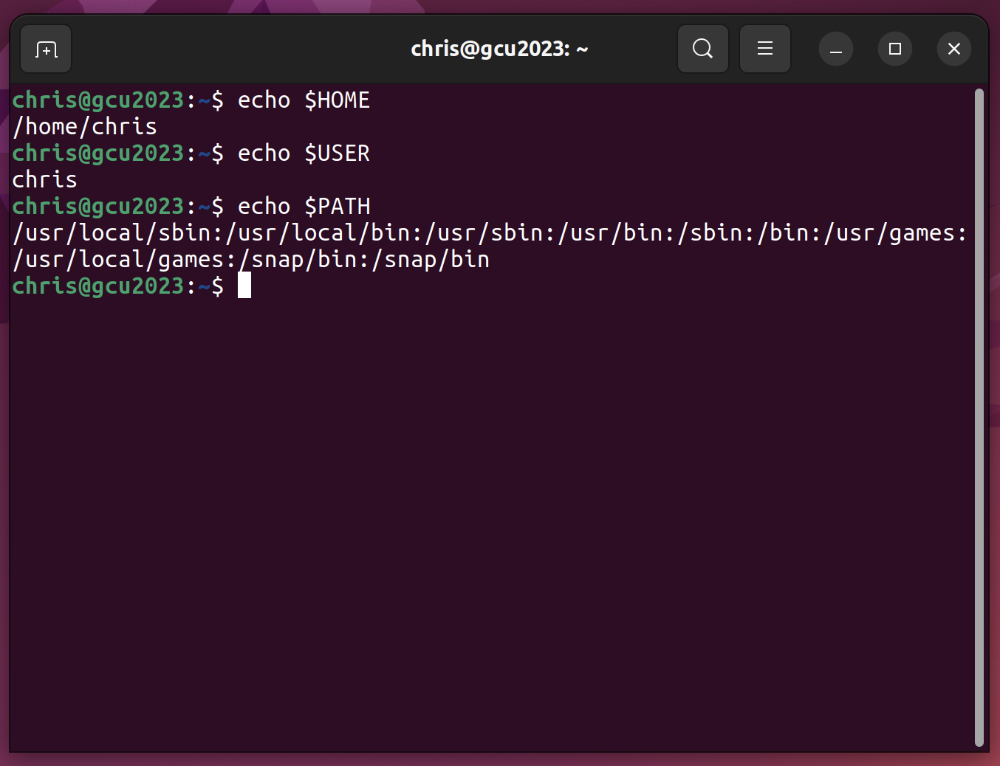 chris@gcu2023: ~
chris@gcu2023:~$ echo $HOME
/home/chris
chris@gcu2023:~$ echo $USER
chris
chris@gcu2023:~$ echo $PATH
/usr/local/sbin:/usr/local/bin:/usr/sbin:/usr/bin:/sbin:/bin:/usr/games:
/usr/local/games:/snap/bin:/snap/bin
chris@gcu2023:~$